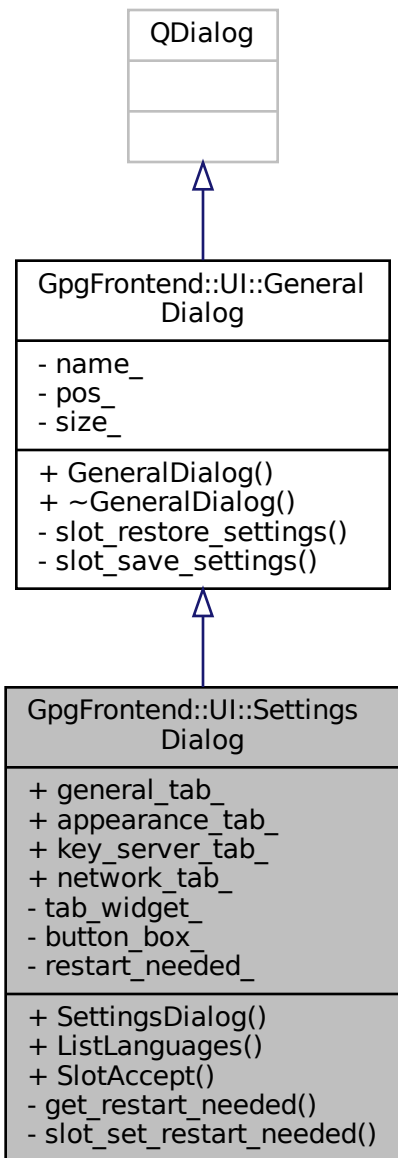 QDialog
GpgFrontend::UI::General
Dialog
- name_
- pos_
- size_
+ GeneralDialog()
+ ~GeneralDialog()
- slot_restore_settings()
- slot_save_settings()
GpgFrontend::UI::Settings
Dialog
+ general_tab_
+ appearance_tab_
+ key_server_tab_
+ network_tab_
- tab_widget_
- button_box_
- restart_needed_
+ SettingsDialog()
+ ListLanguages()
+ SlotAccept()
- get_restart_needed()
- slot_set_restart_needed()